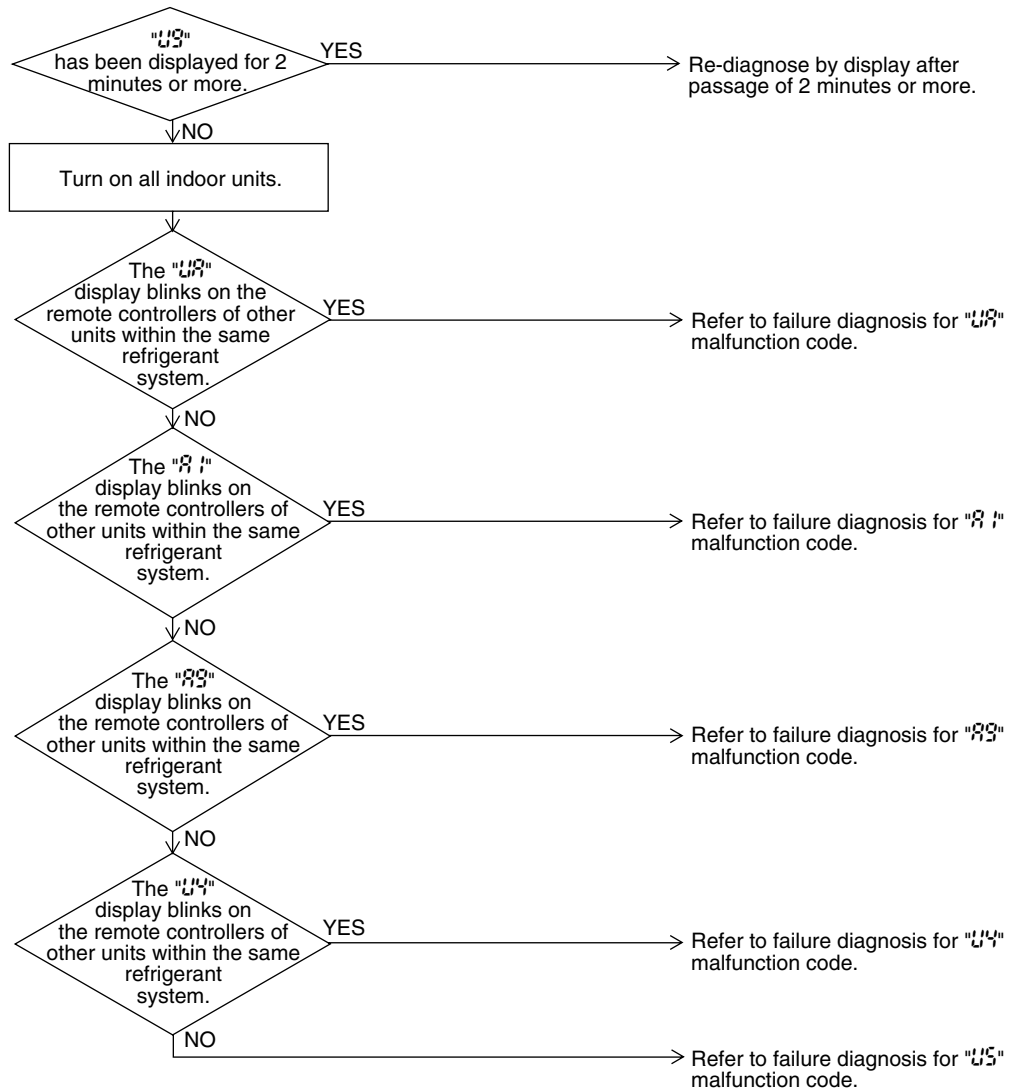 "U9"
has been displayed for 2
minutes or more.
YES
Re-diagnose by display after
passage of 2 minutes or more.
NO
Turn on all indoor units.
The "UA"
display blinks on the
remote controllers of other
units within the same
refrigerant
system.
YES
Refer to failure diagnosis for "UA"
malfunction code.
NO
The "A1"
display blinks on
the remote controllers of
other units within the same
refrigerant
system.
YES
Refer to failure diagnosis for "A1"
malfunction code.
NO
The "A9"
display blinks on
the remote controllers of
other units within the same
refrigerant
system.
YES
Refer to failure diagnosis for "A9"
malfunction code.
NO
The "U4"
display blinks on
the remote controllers of
other units within the same
refrigerant
system.
YES
Refer to failure diagnosis for "U4"
malfunction code.
NO
Refer to failure diagnosis for "U5"
malfunction code.